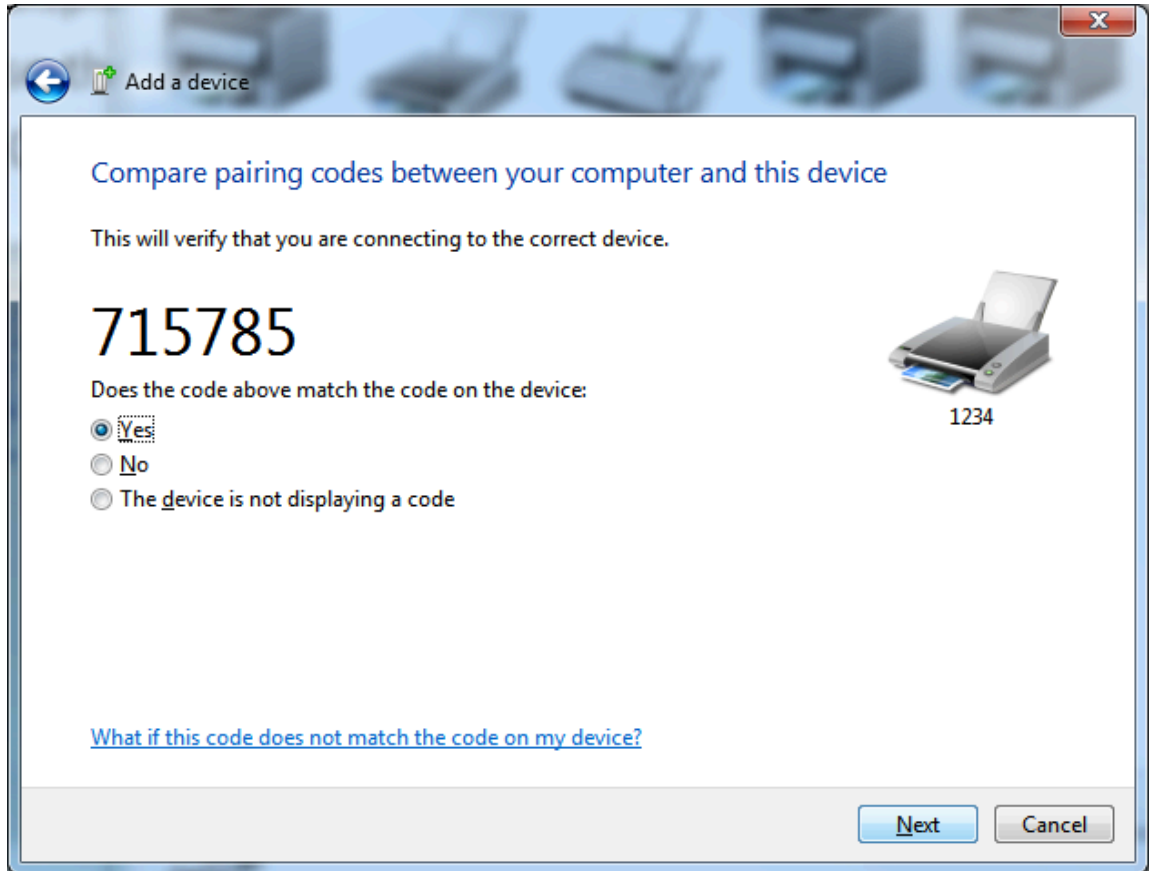 Add a device
Compare pairing codes between your computer and this device
This will verify that you are connecting to the correct device.
715785
Does the code above match the code on the device:
1234
Yes
No
The device is not displaying a code
What if this code does not match the code on my device?
Next
Cancel